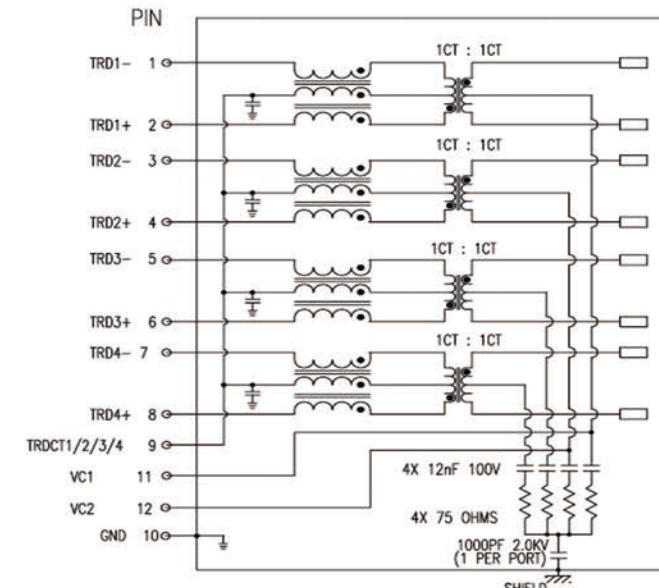 PIN
1CT : 1CT
TRD1- 1
TRD1+ 2
1CT : 1CT
TRD2- 3
TRD2+ 4
1CT : 1CT
TRD3- 5
TRD3+ 6
1CT : 1CT
TRD4- 7
TRD4+ 8
TRDCT1/2/3/4 9
4X 12nF 100V
VC1 11
VC2 12
4X 75 OHMS
GND 10
1000PF 2.0KV
(1 PER PORT)
SHIELD